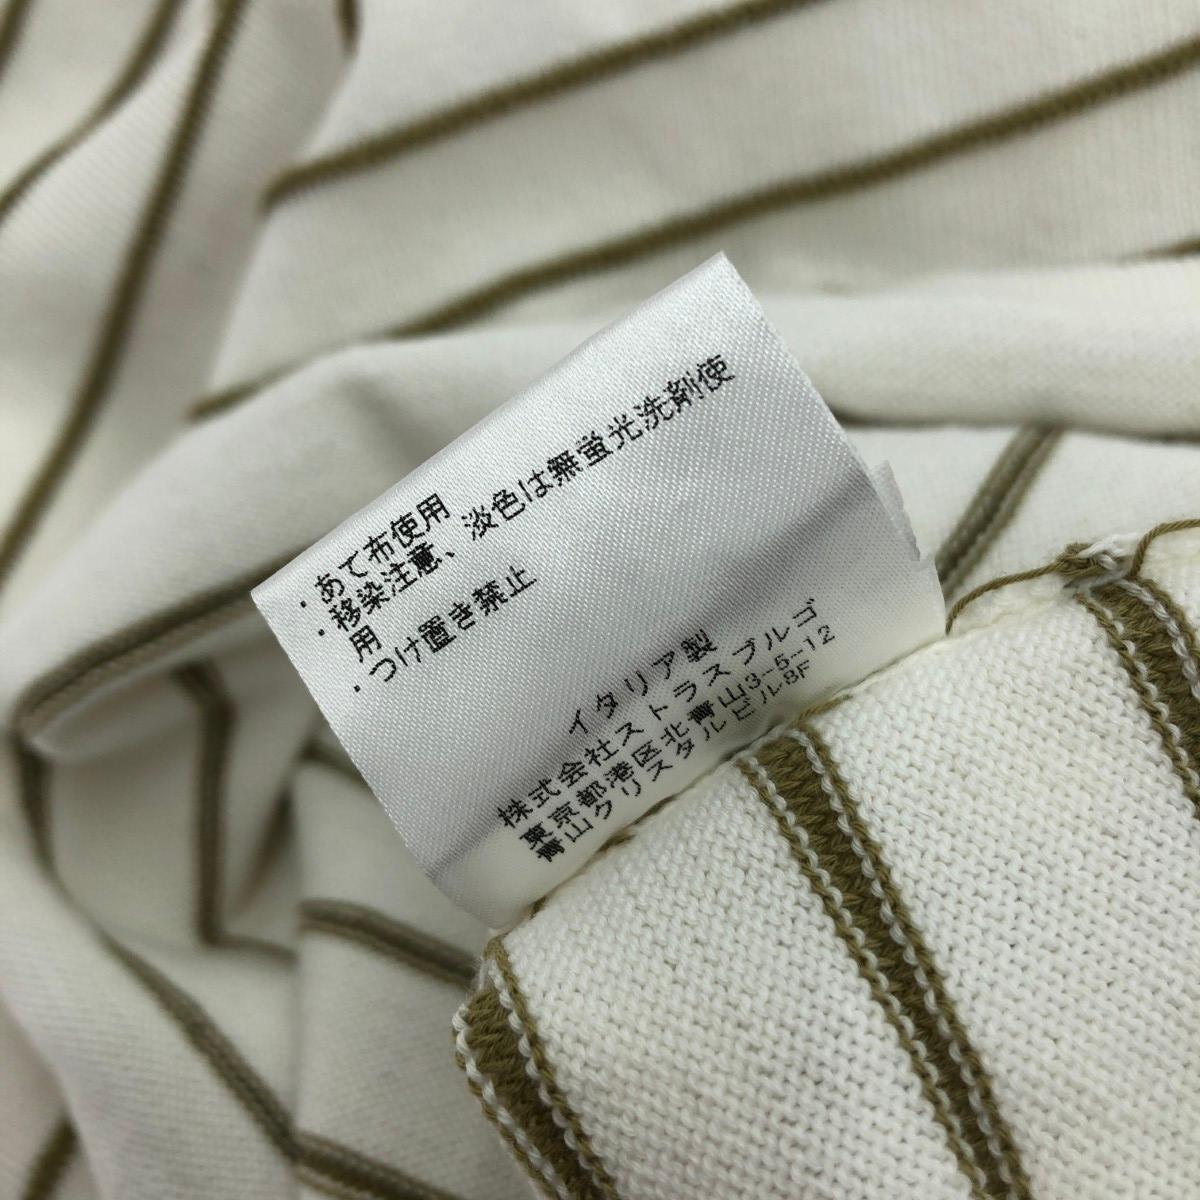 ・あて布使用
・移染注意、淡色は無蛍光洗剤使
用
・つけ置き禁止
イタリア製
株式会社ストラスブルゴ
東京都港区北青山3-5-12
青山クリスタルビル8F